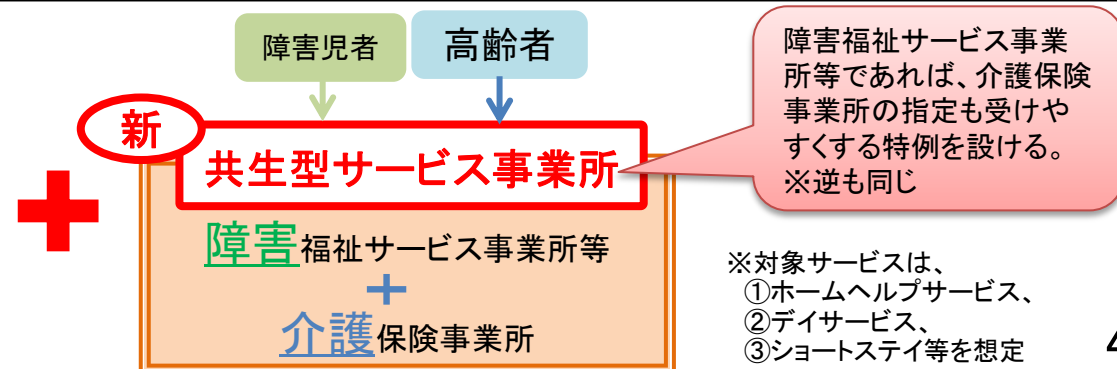 障害児者
高齢者
新
共生型サービス事業所
障害福祉サービス事業所等
＋
介護保険事業所
障害福祉サービス事業
所等であれば、介護保険
事業所の指定も受けや
すくする特例を設ける。
※逆も同じ
※対象サービスは、
①ホームヘルプサービス、
②デイサービス、
③ショートステイ等を想定